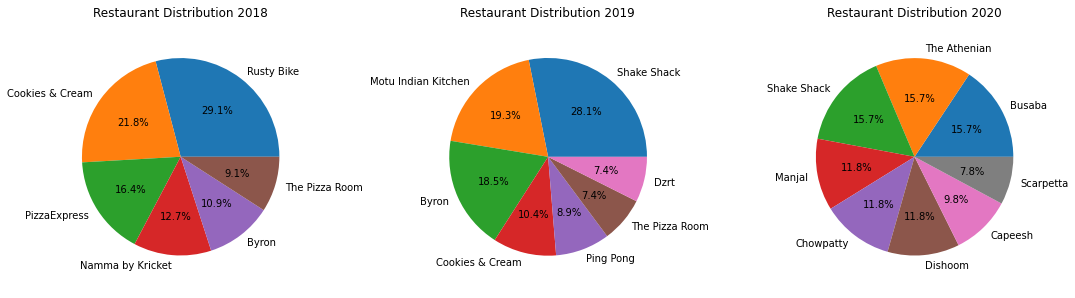 Restaurant Distribution 2018
Rusty Bike
29.1%
Cookies & Cream
21.8%
PizzaExpress
16.4%
Namma by Kricket
12.7%
Byron
10.9%
The Pizza Room
9.1%
Restaurant Distribution 2019
Shake Shack
28.1%
Motu Indian Kitchen
19.3%
Byron
18.5%
Cookies & Cream
10.4%
Ping Pong
8.9%
The Pizza Room
7.4%
Dzrt
7.4%
Restaurant Distribution 2020
Busaba
15.7%
The Athenian
15.7%
Shake Shack
15.7%
Manjal
11.8%
Chowpatty
11.8%
Dishoom
11.8%
Capeesh
9.8%
Scarpetta
7.8%